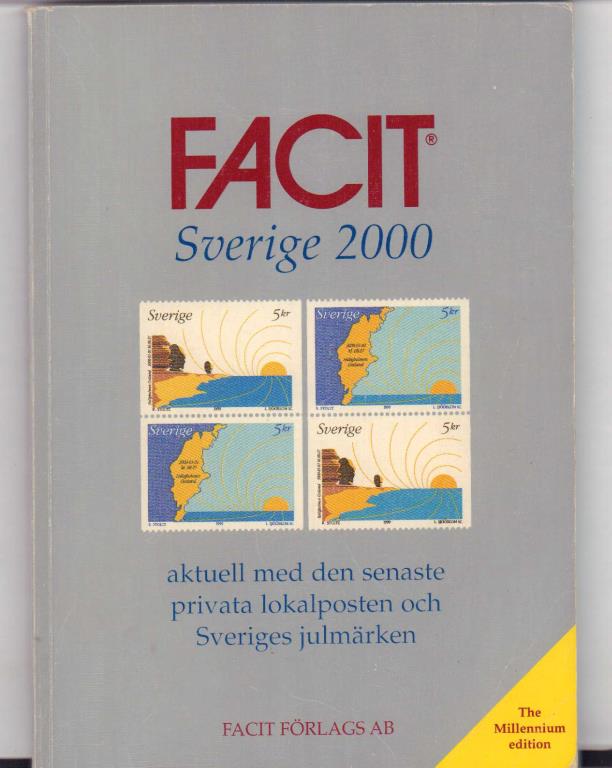 FACIT®
Sverige 2000
Sverige 5kr
Sverige 5kr
Sverige 5kr
Sverige 5kr
aktuell med den senaste
privata lokalposten och
Sveriges julmärken
FACIT FÖRLAGS AB
The
Millennium
edition